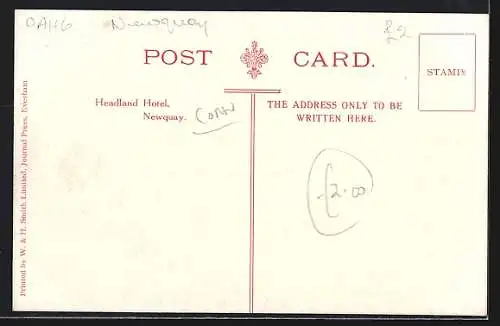 OAH6 Newquay
£2
POST CARD.
STAMP.
Headland Hotel,
Newquay.
CORN
THE ADDRESS ONLY TO BE
WRITTEN HERE.
£2.00
Printed by W. & H. Smith Limited, Journal Press, Evesham